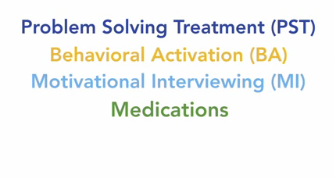 Problem Solving Treatment (PST)
Behavioral Activation (BA)
Motivational Interviewing (MI)
Medications